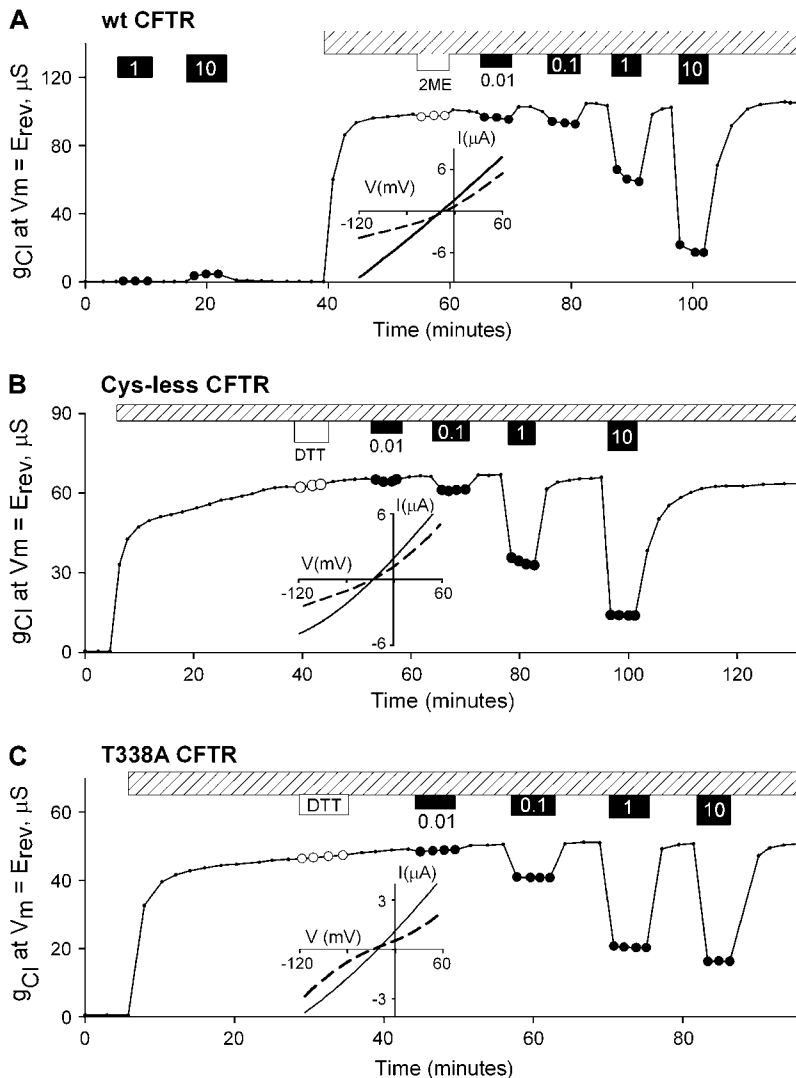 A
wt CFTR
gCl at Vm = Erev, μS
120
80
40
0
1
10
2ME
0.01
0.1
1
10
I(μA)
6
V(mV)
-120
60
-6
0
20
40
60
80
100
Time (minutes)
B
Cys-less CFTR
gCl at Vm = Erev, μS
90
60
30
0
DTT
0.01
0.1
1
10
I(μA)
6
V(mV)
-120
60
-6
0
20
40
60
80
100
120
Time (minutes)
C
T338A CFTR
gCl at Vm = Erev, μS
60
40
20
0
DTT
0.01
0.1
1
10
I(μA)
3
V (mV)
-120
60
-3
0
20
40
60
80
Time (minutes)